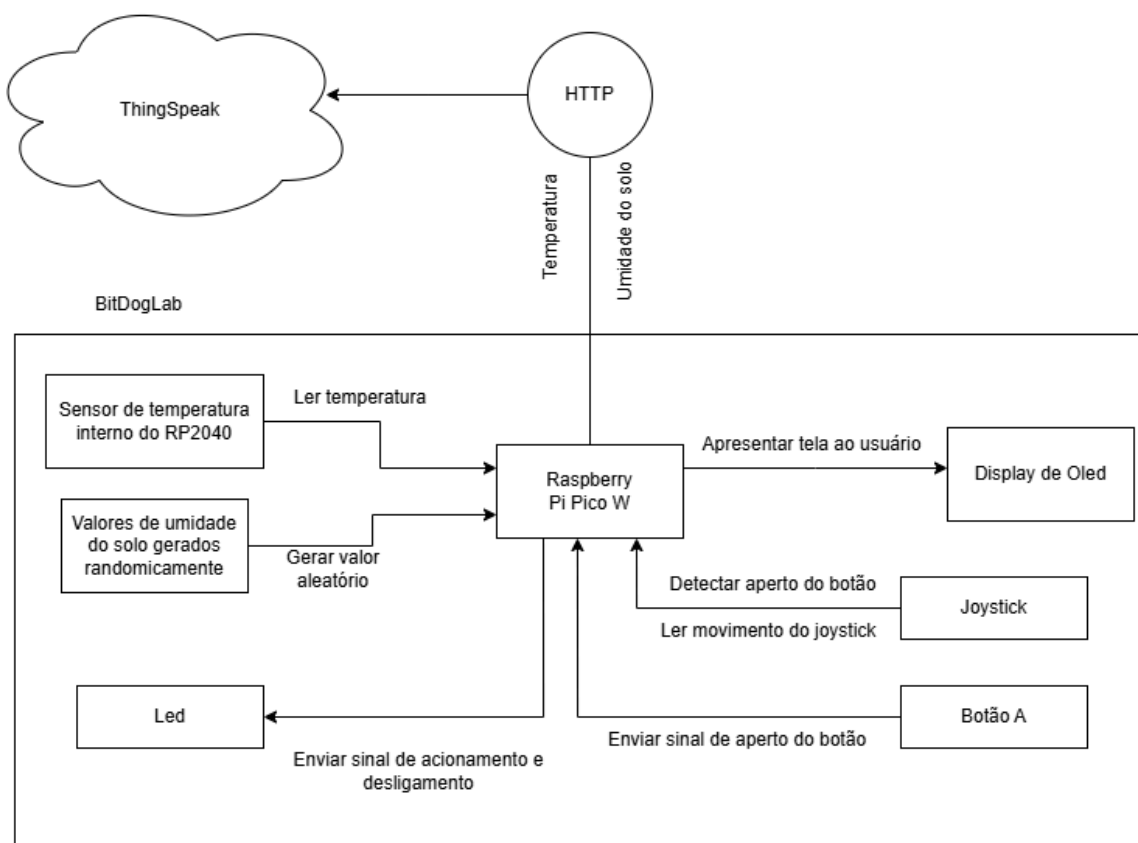 ThingSpeak
HTTP
Temperatura
Umidade do solo
BitDogLab
Sensor de temperatura
interno do RP2040
Ler temperatura
Raspberry
Pi Pico W
Apresentar tela ao usuário
Display de Oled
Valores de umidade
do solo gerados
randomicamente
Gerar valor
aleatório
Detectar aperto do botão
Ler movimento do joystick
Joystick
Led
Enviar sinal de acionamento e
desligamento
Enviar sinal de aperto do botão
Botão A